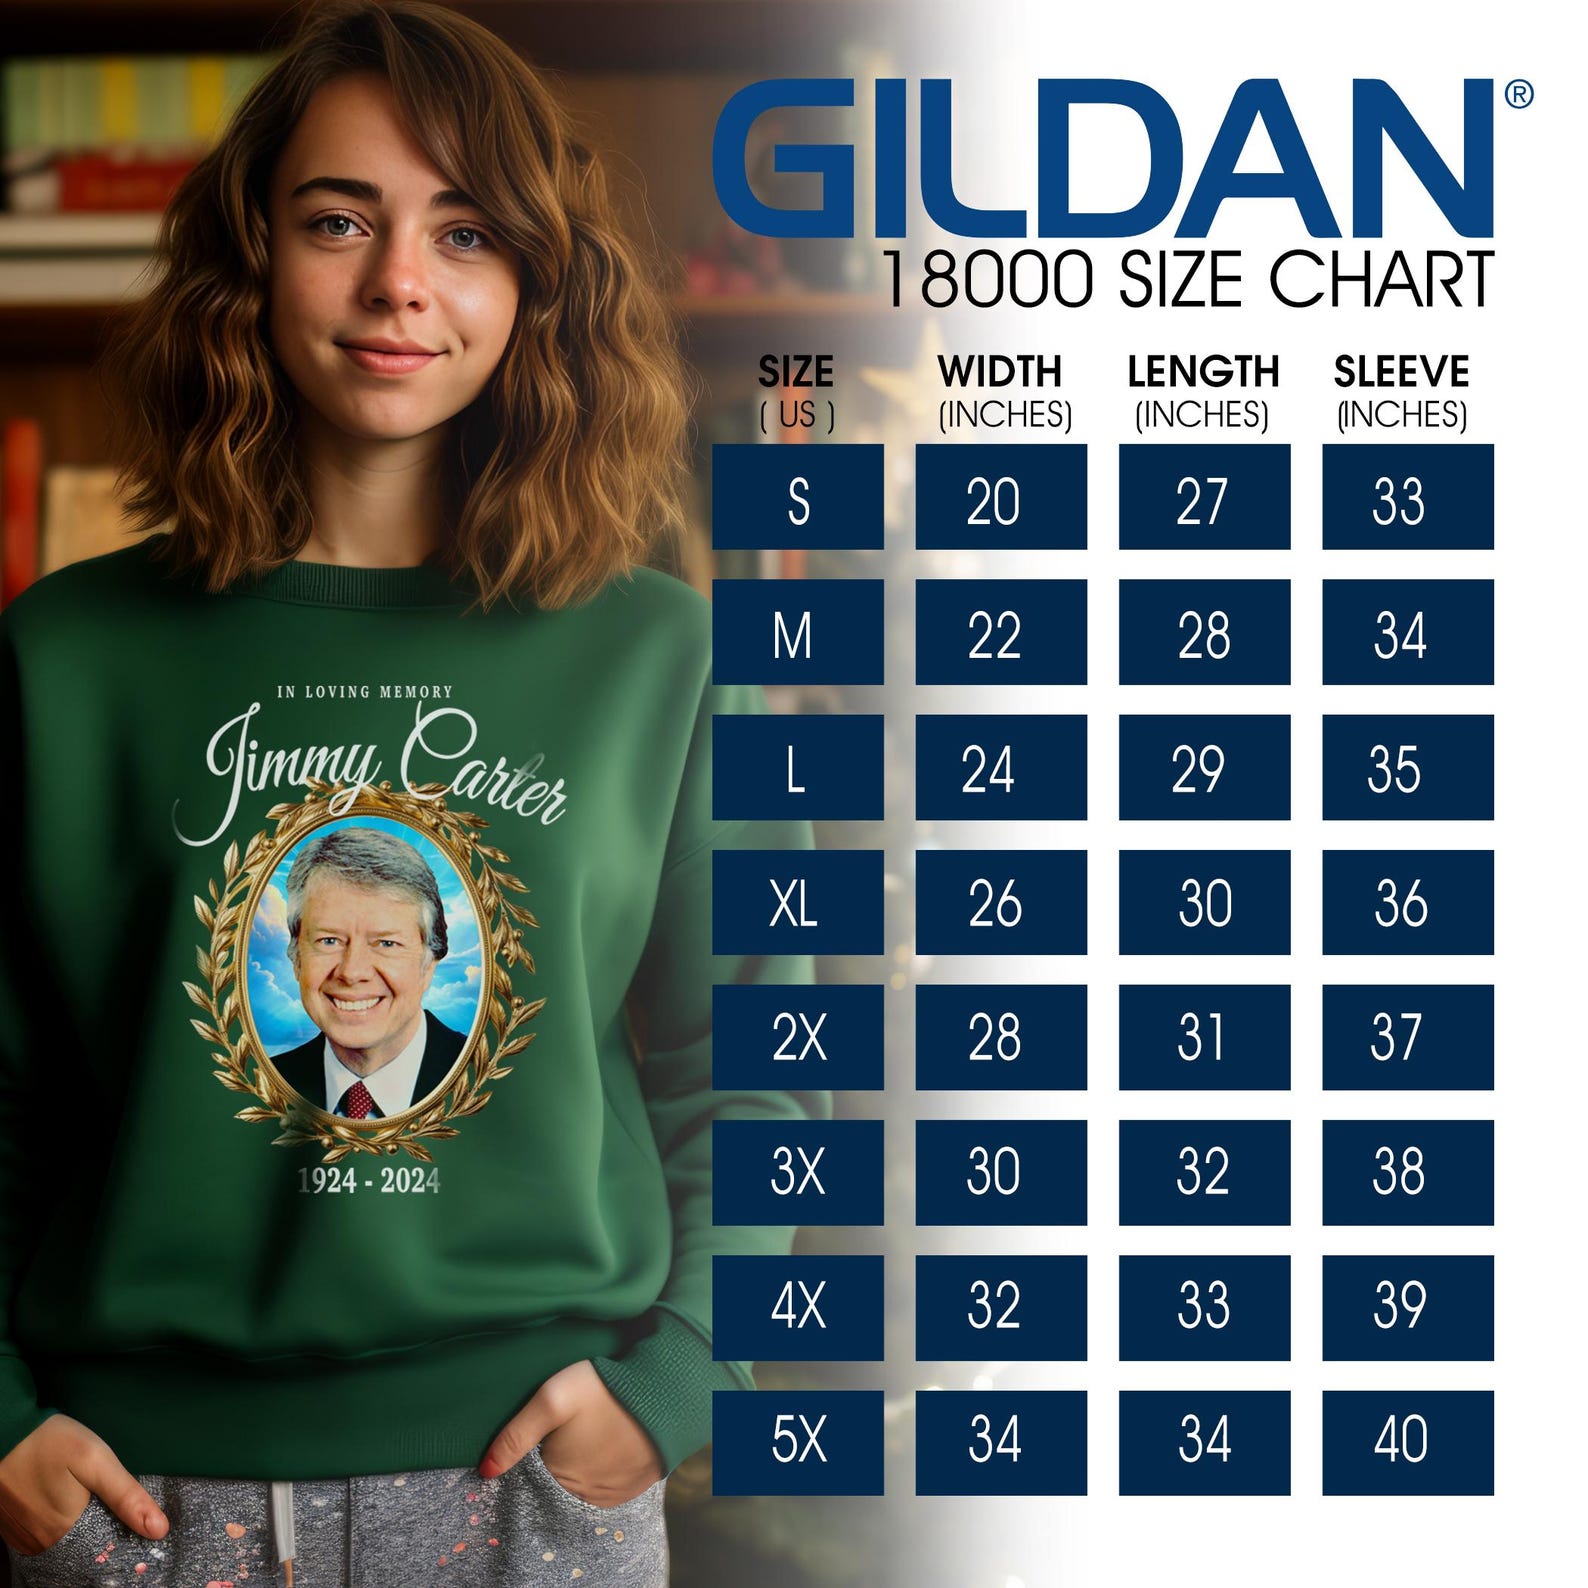 GILDAN®
18000 SIZE CHART
SIZE WIDTH LENGTH SLEEVE
( US ) (INCHES) (INCHES) (INCHES)
S 20 27 33
M 22 28 34
L 24 29 35
XL 26 30 36
2X 28 31 37
3X 30 32 38
4X 32 33 39
5X 34 34 40
IN LOVING MEMORY
Jimmy Carter
1924 - 2024